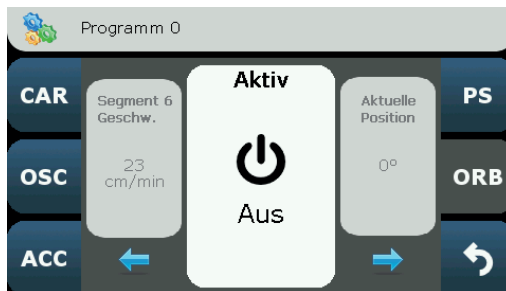 Programm 0
CAR
OSC
ACC
Segment 6
Geschw.
23
cm/min
Aktiv
Aus
Aktuelle
Position
0°
PS
ORB